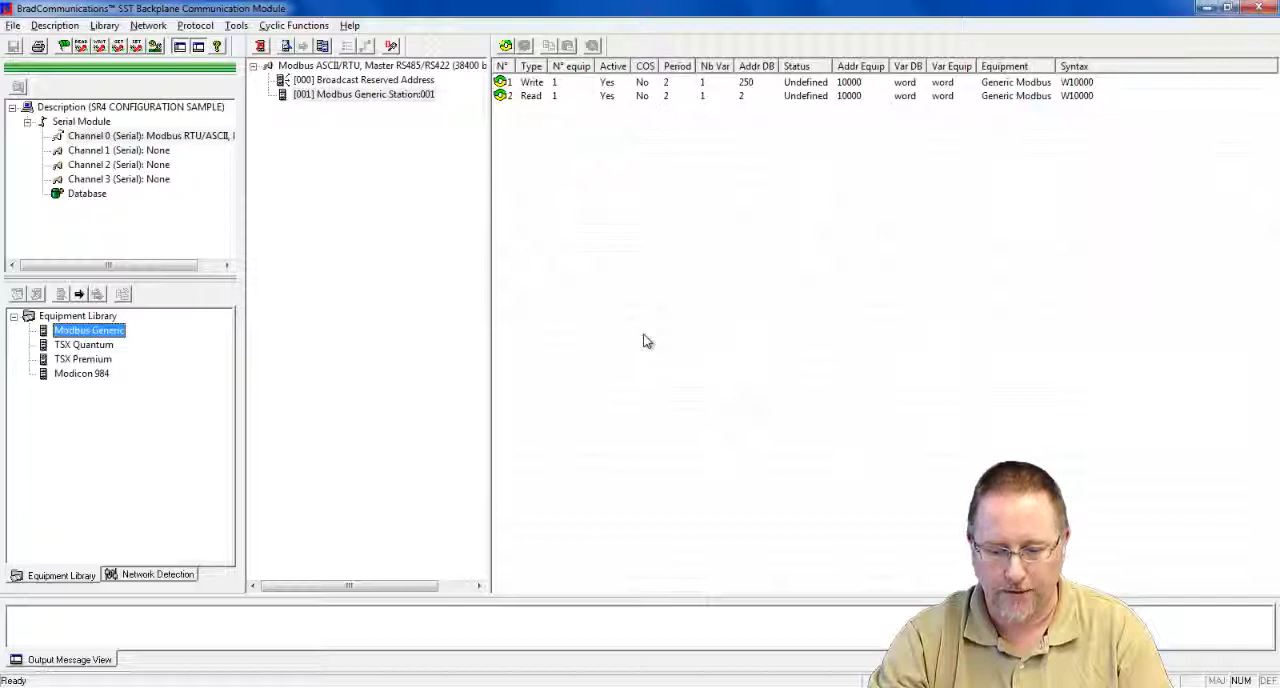 BradCommunications™ SST Backplane Communication Module
File Description Library Network Protocol Tools Cyclic Functions Help
Description (SR4 CONFIGURATION SAMPLE)
Serial Module
Channel 0 (Serial): Modbus RTU/ASCII,
Channel 1 (Serial): None
Channel 2 (Serial): None
Channel 3 (Serial): None
Database
Equipment Library
Modbus Generic
TSX Quantum
TSX Premium
Modicon 984
Equipment Library Network Detection
Modbus ASCII/RTU, Master RS485/RS422 (38400 b
[000] Broadcast Reserved Address
[001] Modbus Generic Station:001
N° Type N° equip Active COS Period Nb Var Addr DB Status Addr Equip Var DB Var Equip Equipment Syntax
1 Write 1 Yes No 2 1 250 Undefined 10000 word word Generic Modbus W10000
2 Read 1 Yes No 2 1 2 Undefined 10000 word word Generic Modbus W10000
Output Message View
Ready MAJ NUM DEF